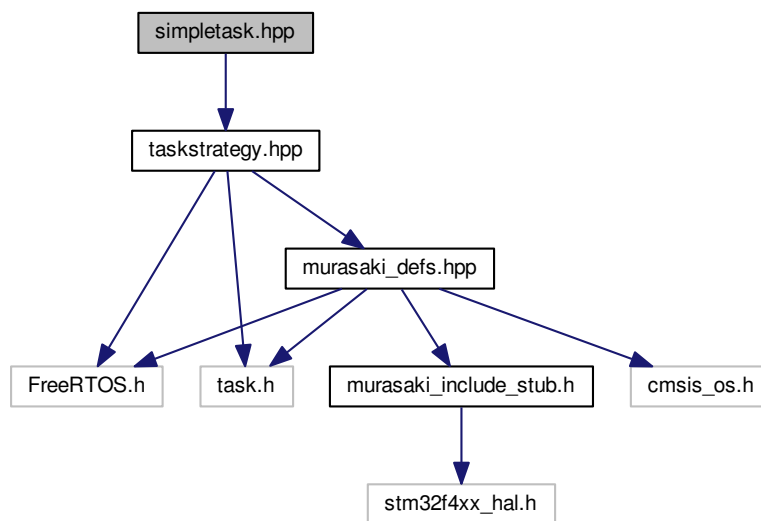 simpletask.hpp
taskstrategy.hpp
murasaki_defs.hpp
FreeRTOS.h
task.h
murasaki_include_stub.h
cmsis_os.h
stm32f4xx_hal.h